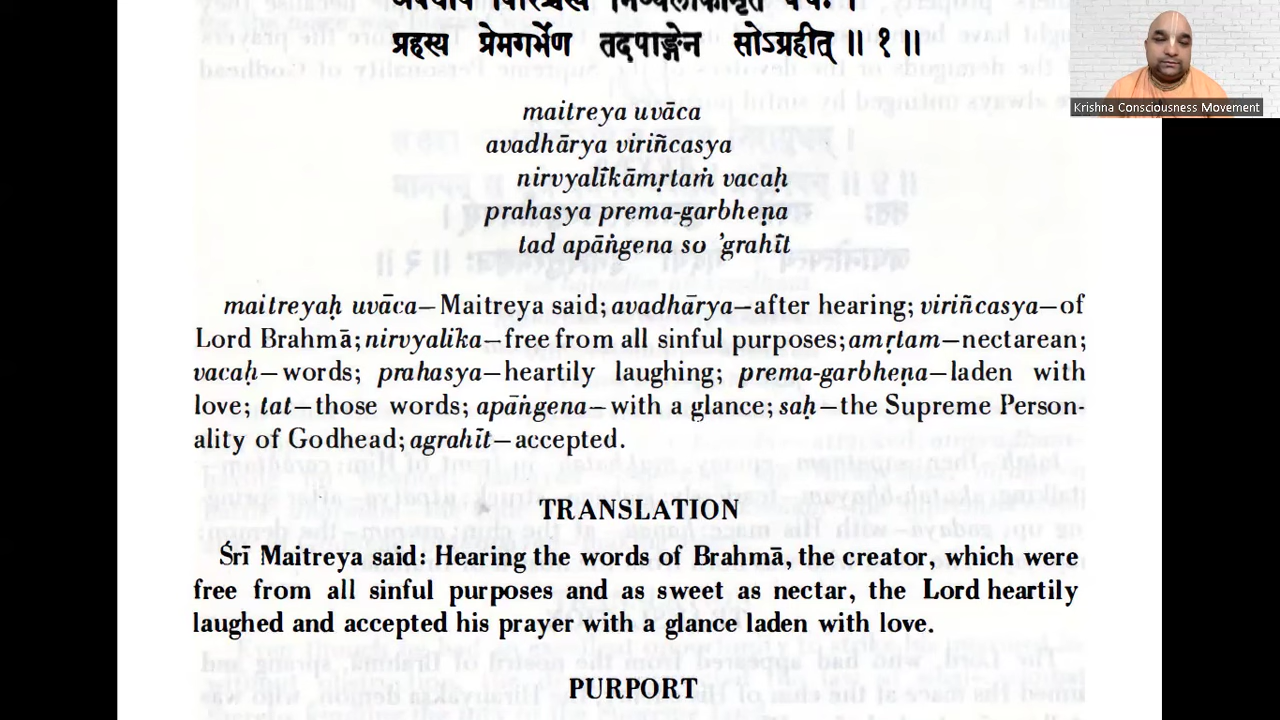 प्रहस्य प्रेमगर्भेण तदपाङ्गेन सोऽग्रहीत् ॥ १ ॥
Krishna Consciousness Movement
maitreya uvāca
avadhārya viriñcasya
nirvyalīkāmṛtaṁ vacaḥ
prahasya prema-garbheṇa
tad apāṅgena so 'grahīt
maitreyaḥ uvāca—Maitreya said; avadhārya—after hearing; viriñcasya—of
Lord Brahmā; nirvyalīka—free from all sinful purposes; amṛtam—nectarean;
vacaḥ—words; prahasya—heartily laughing; prema-garbheṇa—laden with
love; tat—those words; apāṅgena—with a glance; saḥ—the Supreme Person-
ality of Godhead; agrahīt—accepted.
TRANSLATION
Śrī Maitreya said: Hearing the words of Brahmā, the creator, which were
free from all sinful purposes and as sweet as nectar, the Lord heartily
laughed and accepted his prayer with a glance laden with love.
PURPORT